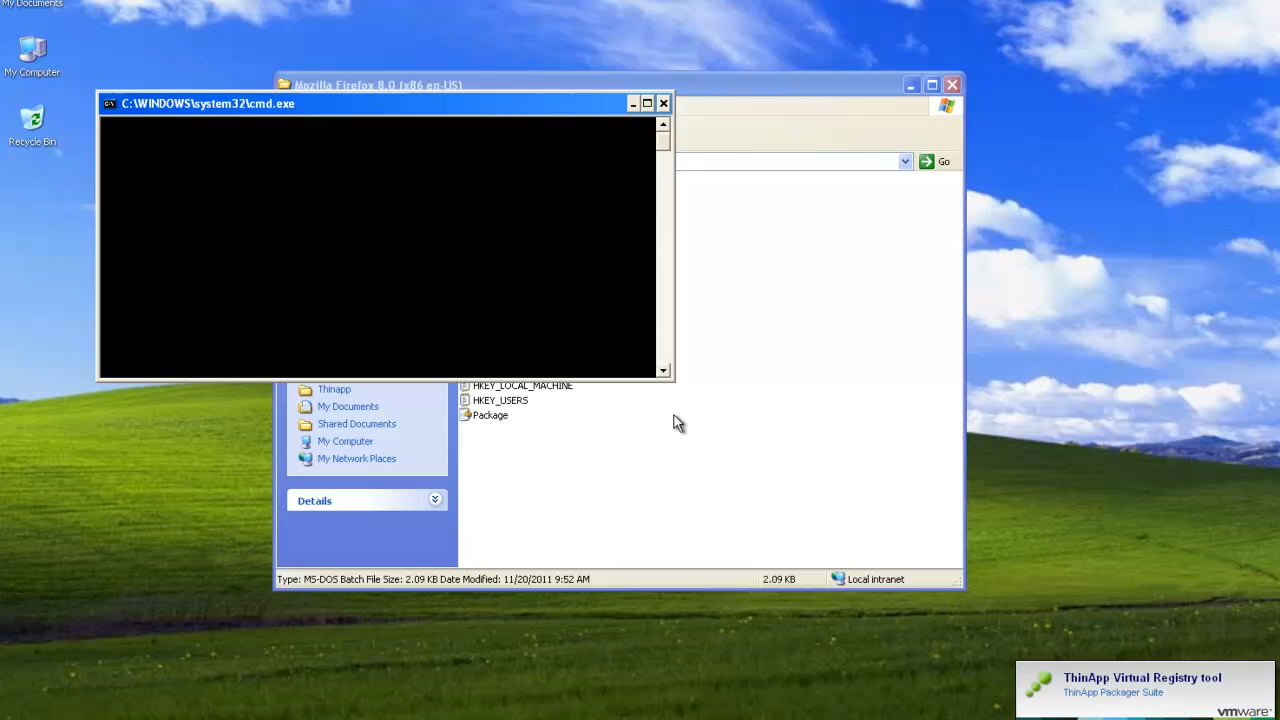 My Documents
My Computer
Recycle Bin
Mozilla Firefox 8.0 (x86 en-US)
C:\WINDOWS\system32\cmd.exe
Go
HKEY_LOCAL_MACHINE
HKEY_USERS
Package
Thinapp
My Documents
Shared Documents
My Computer
My Network Places
Details
Type: MS-DOS Batch File Size: 2.09 KB Date Modified: 11/20/2011 9:52 AM
2.09 KB
Local intranet
ThinApp Virtual Registry tool
ThinApp Packager Suite
vmware